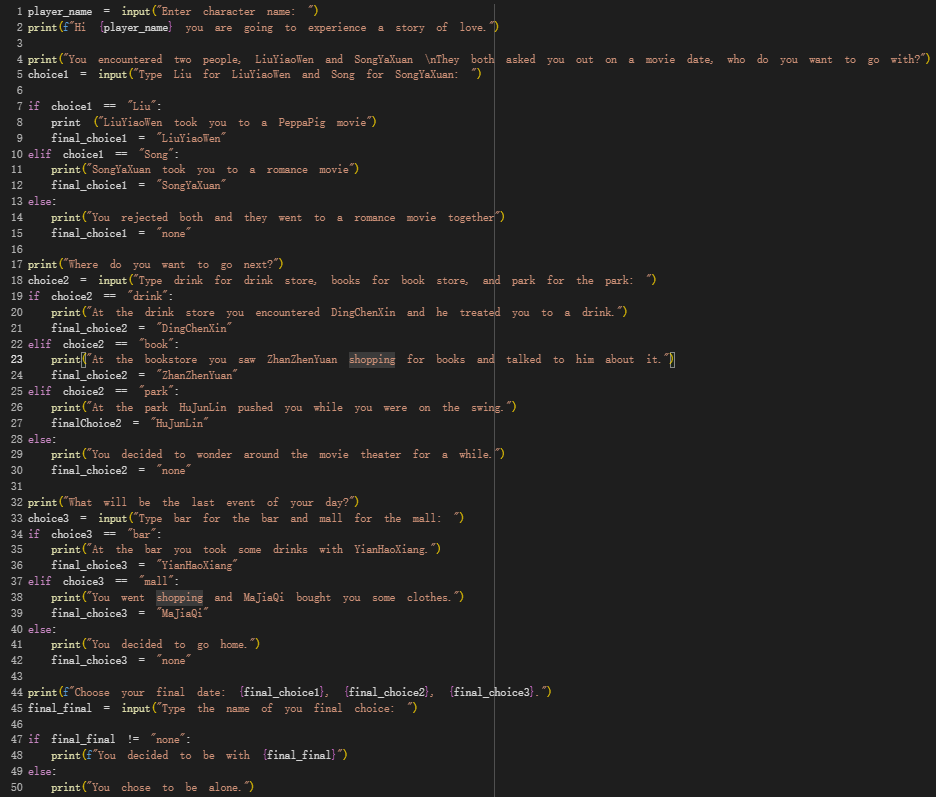 1 player_name = input("Enter character name: ")
2 print(f"Hi {player_name} you are going to experience a story of love.")
3
4 print("You encountered two people, LiuYiaoWen and SongYaXuan \nThey both asked you out on a movie date, who do you want to go with?")
5 choice1 = input("Type Liu for LiuYiaoWen and Song for SongYaXuan: ")
6
7 if choice1 == "Liu":
8     print ("LiuYiaoWen took you to a PeppaPig movie")
9     final_choice1 = "LiuYiaoWen"
10 elif choice1 == "Song":
11     print("SongYaXuan took you to a romance movie")
12     final_choice1 = "SongYaXuan"
13 else:
14     print("You rejected both and they went to a romance movie together")
15     final_choice1 = "none"
16
17 print("Where do you want to go next?")
18 choice2 = input("Type drink for drink store, books for book store, and park for the park: ")
19 if choice2 == "drink":
20     print("At the drink store you encountered DingChenXin and he treated you to a drink.")
21     final_choice2 = "DingChenXin"
22 elif choice2 == "book":
23     print("At the bookstore you saw ZhanZhenYuan shopping for books and talked to him about it.")
24     final_choice2 = "ZhanZhenYuan"
25 elif choice2 == "park":
26     print("At the park HuJunLin pushed you while you were on the swing.")
27     finalChoice2 = "HuJunLin"
28 else:
29     print("You decided to wonder around the movie theater for a while.")
30     final_choice2 = "none"
31
32 print("What will be the last event of your day?")
33 choice3 = input("Type bar for the bar and mall for the mall: ")
34 if choice3 == "bar":
35     print("At the bar you took some drinks with YianHaoXiang.")
36     final_choice3 = "YianHaoXiang"
37 elif choice3 == "mall":
38     print("You went shopping and MaJiaQi bought you some clothes.")
39     final_choice3 = "MaJiaQi"
40 else:
41     print("You decided to go home.")
42     final_choice3 = "none"
43
44 print(f"Choose your final date: {final_choice1}, {final_choice2}, {final_choice3}.")
45 final_final = input("Type the name of you final choice: ")
46
47 if final_final != "none":
48     print(f"You decided to be with {final_final}")
49 else:
50     print("You chose to be alone.")